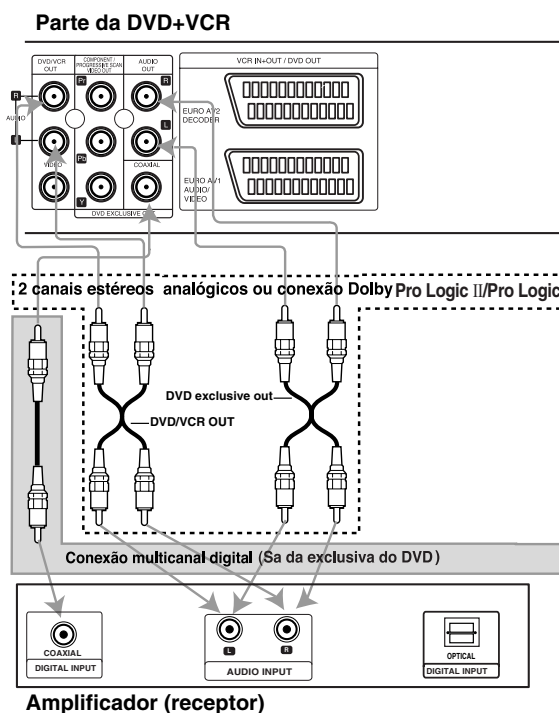 Parte da DVD+VCR
DVD/VCR
OUT
COMPONENT /
PROGRESSIVE SCAN
VIDEO OUT
AUDIO
OUT
VCR IN+OUT / DVD OUT
R
Pr
R
AUDIO
EURO AV2
DECODER
L
VIDEO
Pb
COAXIAL
EURO AV1
AUDIO/
VIDEO
Y
DVD EXCLUSIVE OUT
2 canais estéreos analógicos ou conexão Dolby Pro Logic II/Pro Logic
DVD exclusive out
DVD/VCR OUT
Conexão multicanal digital (Sa da exclusiva do DVD)
COAXIAL
DIGITAL INPUT
L
R
AUDIO INPUT
OPTICAL
DIGITAL INPUT
Amplificador (receptor)